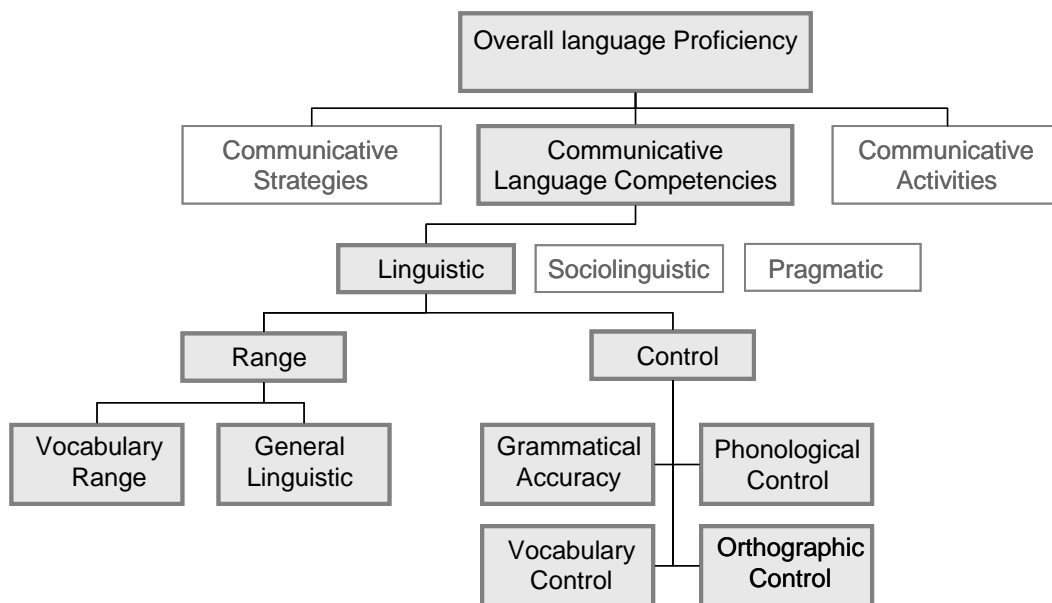 Overall language Proficiency
Communicative
Strategies
Communicative
Language Competencies
Communicative
Activities
Linguistic
Sociolinguistic
Pragmatic
Range
Control
Vocabulary
Range
General
Linguistic
Grammatical
Accuracy
Phonological
Control
Vocabulary
Control
Orthographic
Control